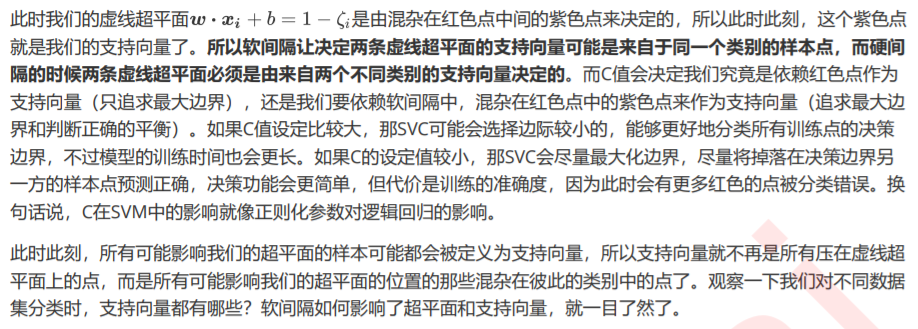 此时我们的虚线超平面w · xᵢ + b = 1 − ζᵢ是由混杂在红色点中间的紫色点来决定的，所以此时此刻，这个紫色点
就是我们的支持向量了。所以软间隔让决定两条虚线超平面的支持向量可能是来自于同一个类别的样本点，而硬间
隔的时候两条虚线超平面必须是由来自两个不同类别的支持向量决定的。而C值会决定我们究竟是依赖红色点作为
支持向量（只追求最大边界），还是我们要依赖软间隔中，混杂在红色点中的紫色点来作为支持向量（追求最大边
界和判断正确的平衡）。如果C值设定比较大，那SVC可能会选择边际较小的，能够更好地分类所有训练点的决策
边界，不过模型的训练时间也会更长。如果C的设定值较小，那SVC会尽量最大化边界，尽量将掉落在决策边界另
一方的样本点预测正确，决策功能会更简单，但代价是训练的准确度，因为此时会有更多红色的点被分类错误。换
句话说，C在SVM中的影响就像正则化参数对逻辑回归的影响。
此时此刻，所有可能影响我们的超平面的样本可能都会被定义为支持向量，所以支持向量就不再是所有压在虚线超
平面上的点，而是所有可能影响我们的超平面的位置的那些混杂在彼此的类别中的点了。观察一下我们对不同数据
集分类时，支持向量都有哪些？软间隔如何影响了超平面和支持向量，就一目了然了。